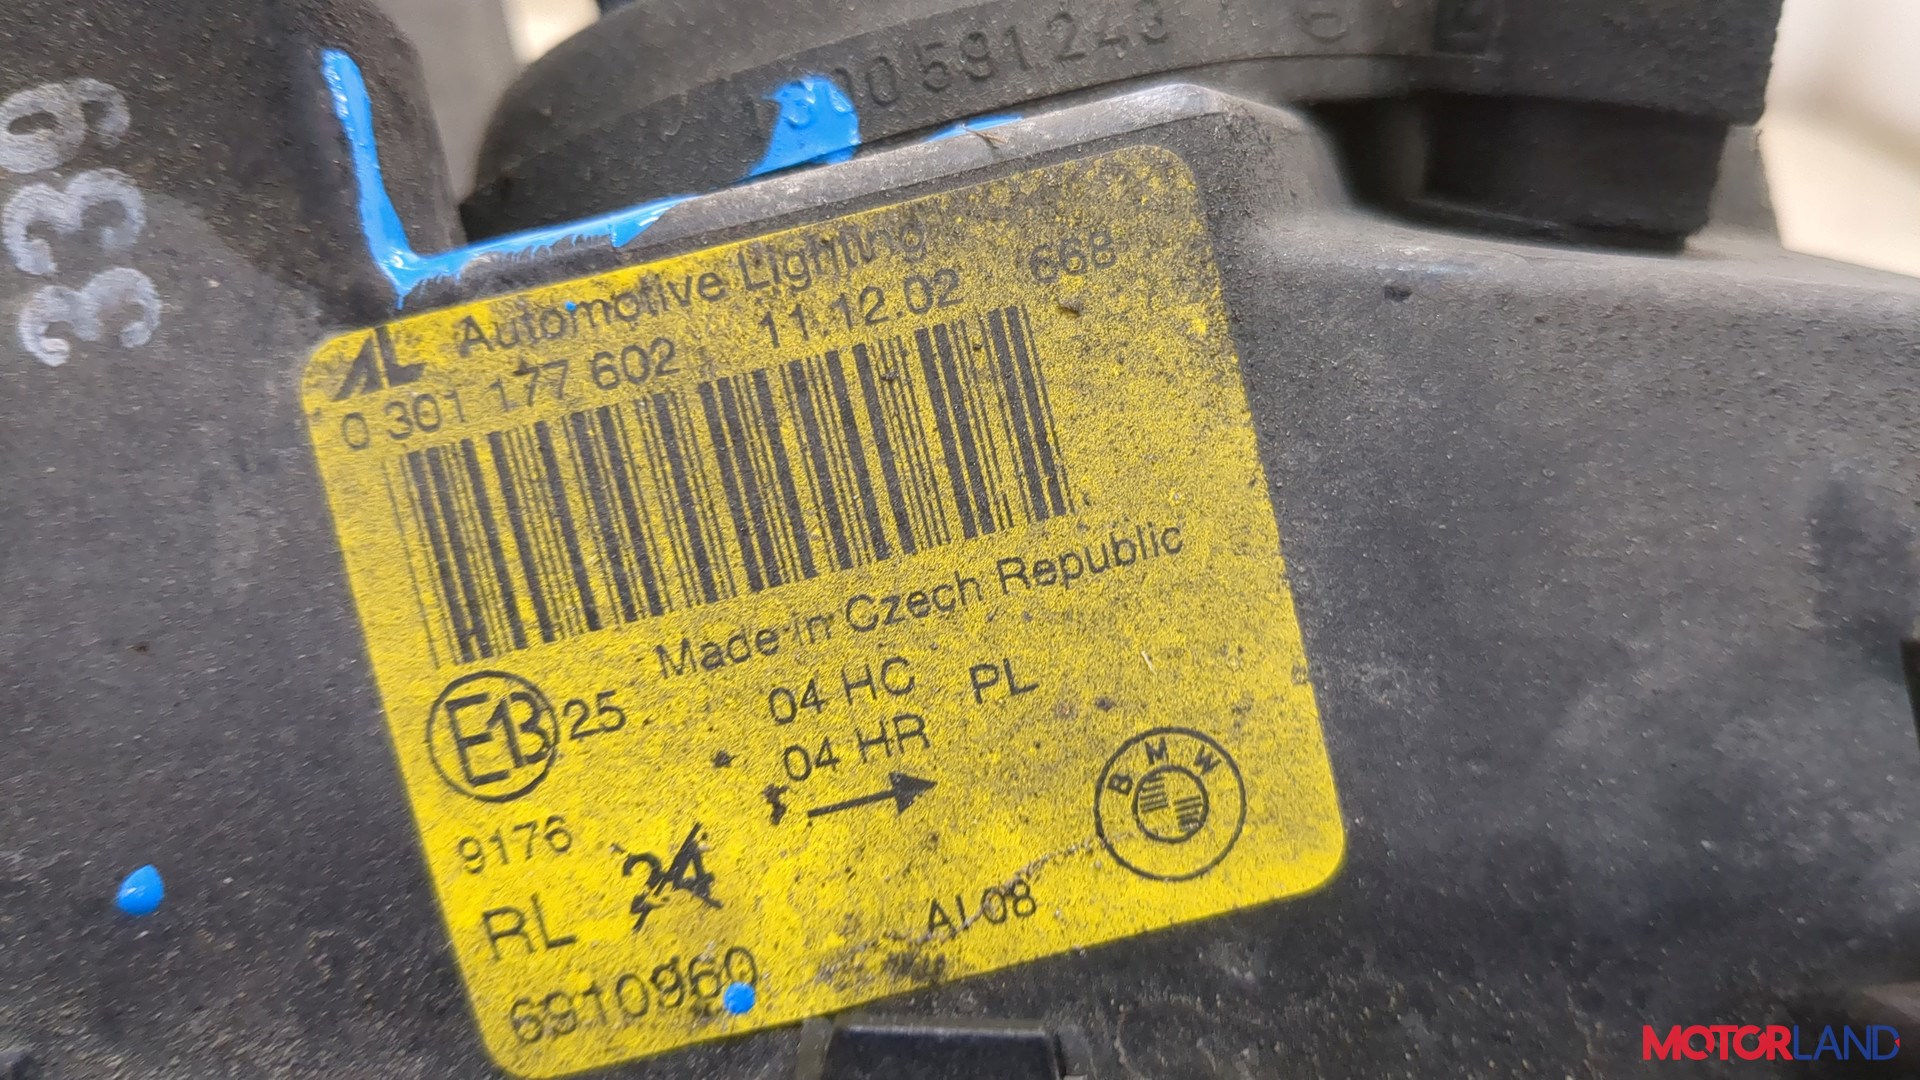 339
591243
AL Automotive Lighting
0 301 177 602 11.12.02 668
Made in Czech Republic
E13 25 04 HC PL
04 HR
9176
BMW
RL 24
AL08
6910960
MOTORLAND